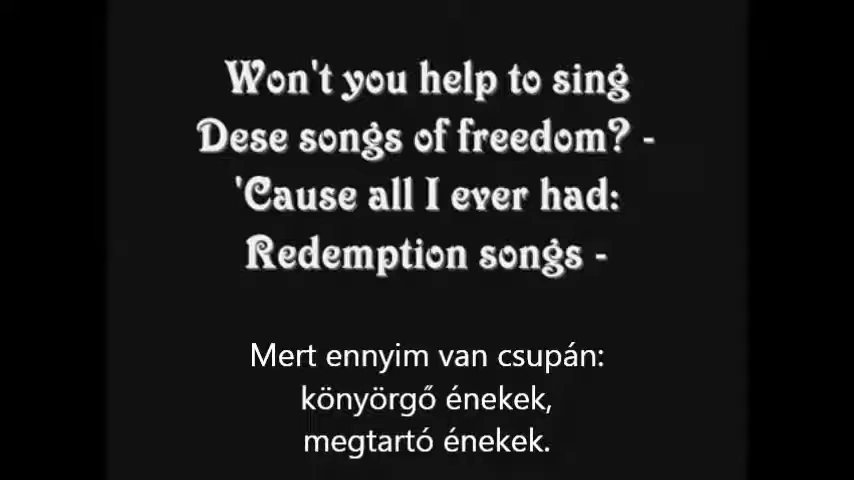 Won't you help to sing
Dese songs of freedom? -
'Cause all I ever had:
Redemption songs -
Mert ennyim van csupán:
könyörgő énekek,
megtartó énekek.